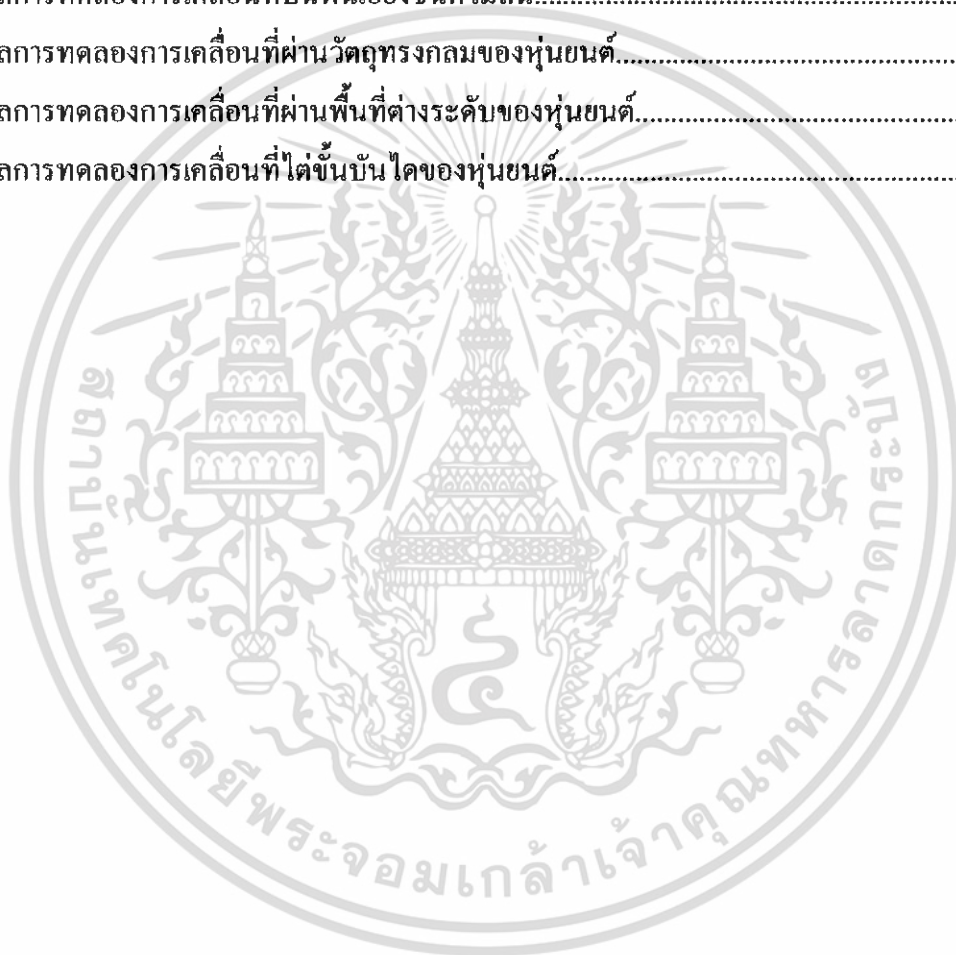 ลการทดลองการเคลื่อนที่ผ่านวัตถุทรงกลมของหุ่นยนต์................................................
ลการทดลองการเคลื่อนที่ผ่านพื้นที่ต่างระดับของหุ่นยนต์................................................
ลการทดลองการเคลื่อนที่ไต่ขั้นบันไดของหุ่นยนต์................................................
สถาบันเทคโนโลยีพระจอมเกล้าเจ้าคุณทหารลาดกระบัง
๔